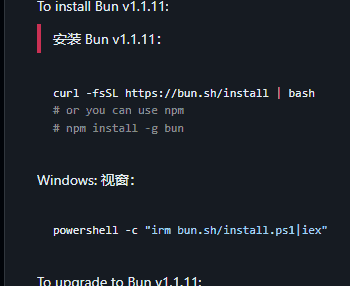 To install Bun v1.1.11:
安装 Bun v1.1.11：
curl -fsSL https://bun.sh/install | bash
# or you can use npm
# npm install -g bun
Windows: 视窗：
powershell -c "irm bun.sh/install.ps1|iex"
To upgrade to Bun v1.1.11: